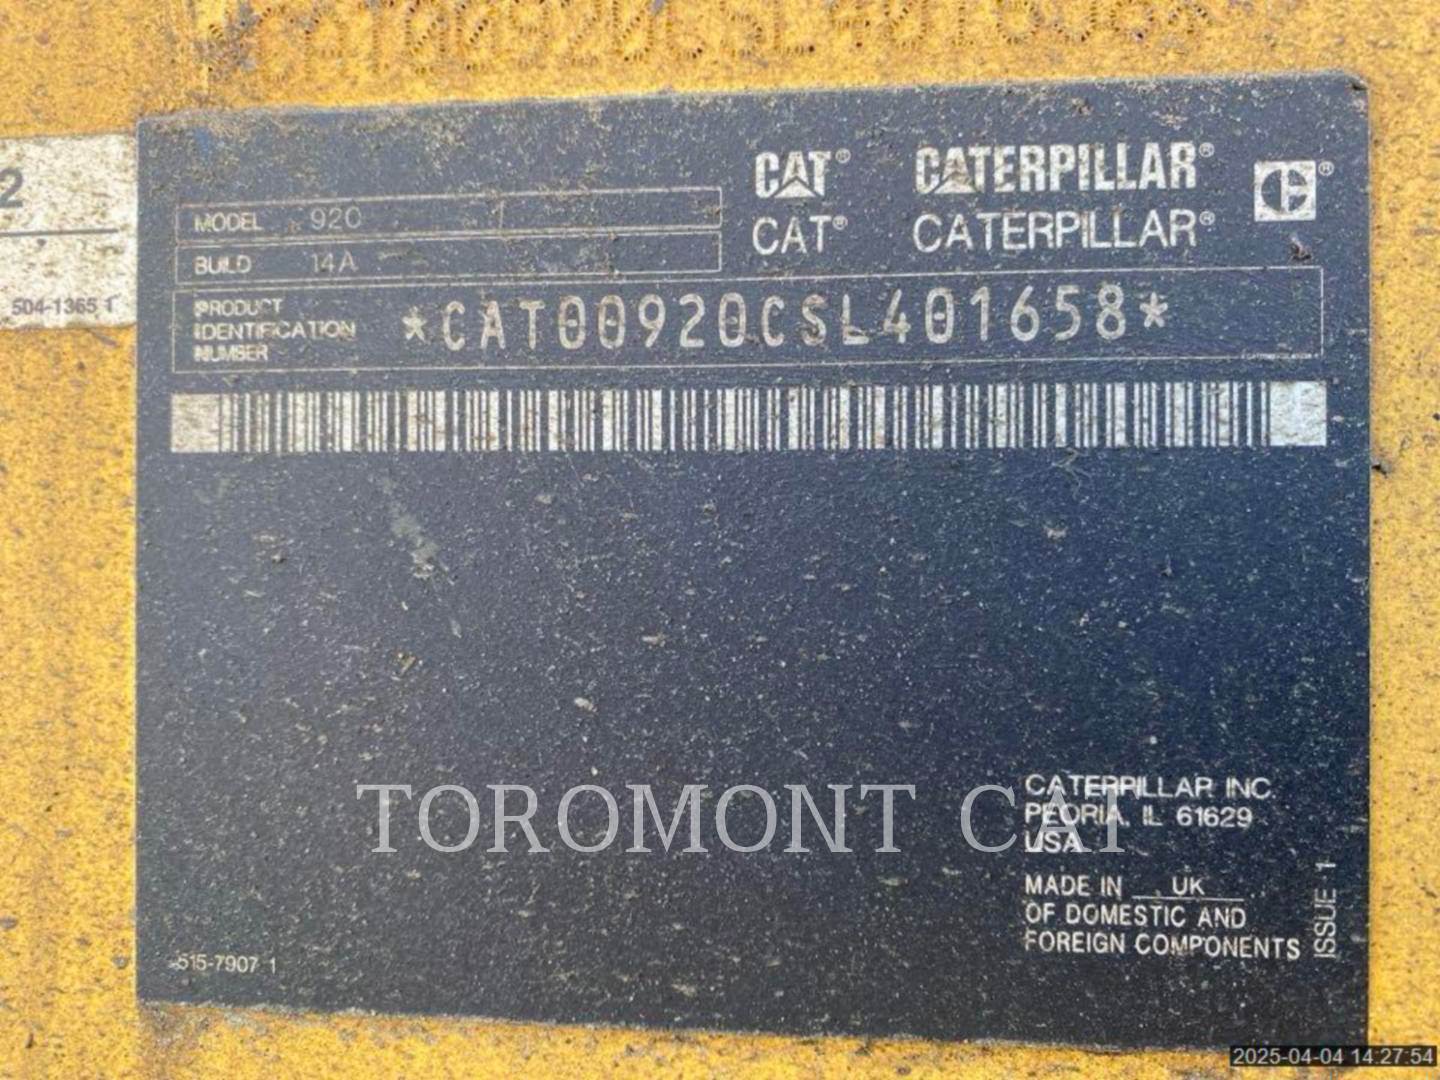 CAT® CATERPILLAR®
CAT® CATERPILLAR®
MODEL 920
BUILD 14A
PRODUCT
IDENTIFICATION
NUMBER
*CAT00920CSL401658*
2
504-1365 1
TOROMONT CAT
CATERPILLAR INC.
PEORIA, IL 61629
USA
MADE IN UK
OF DOMESTIC AND
FOREIGN COMPONENTS
ISSUE 1
515-7907 1
2025-04-04 14:27:54